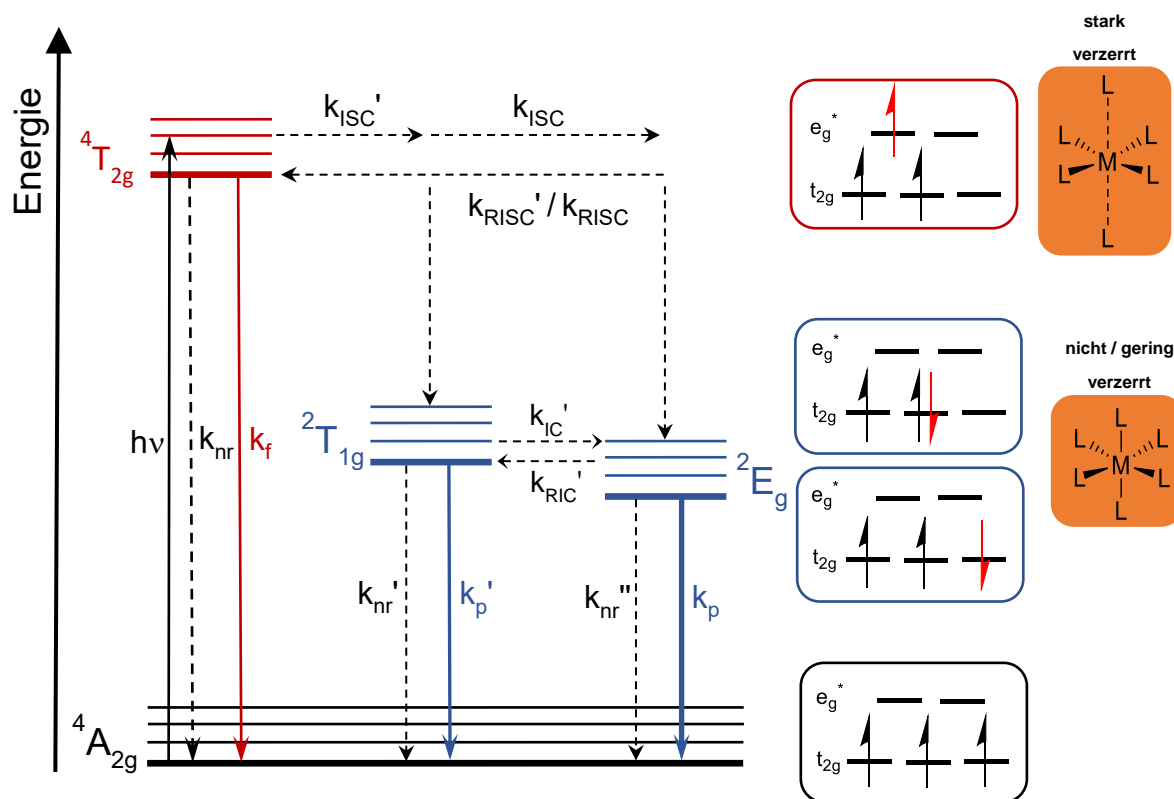 Energie
⁴T₂g
k_ISC'
k_ISC
k_RISC' / k_RISC
hν
k_nr
k_f
²T₁g
k_IC'
k_RIC'
²E_g
k_nr'
k_p'
k_nr''
k_p
⁴A₂g
e_g*
t₂g
stark
verzerrt
L
L
L
M
L
L
L
e_g*
t₂g
nicht / gering
verzerrt
L
L
L
M
L
L
L
e_g*
t₂g
e_g*
t₂g